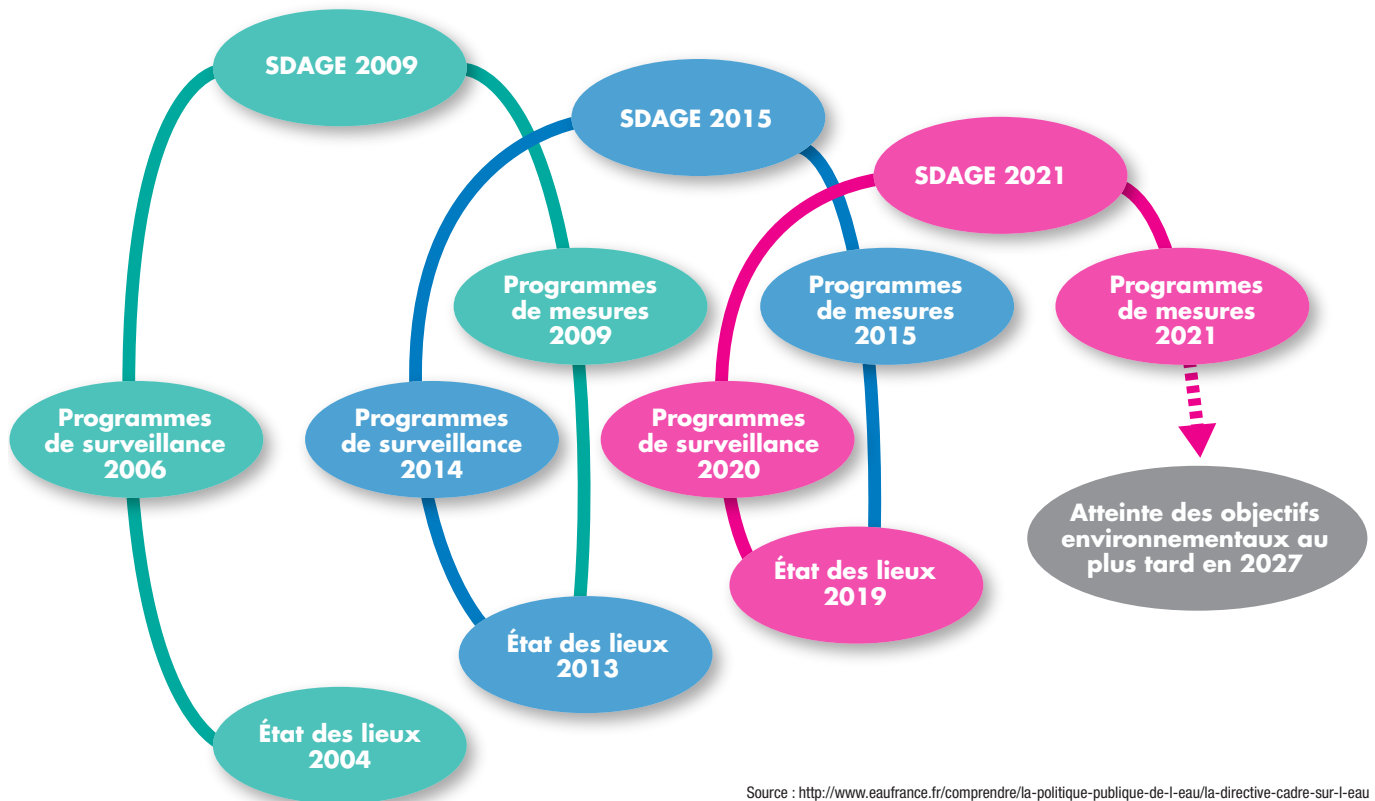 SDAGE 2009
SDAGE 2015
SDAGE 2021
Programmes
de mesures
2009
Programmes
de mesures
2015
Programmes
de mesures
2021
Programmes
de surveillance
2006
Programmes
de surveillance
2014
Programmes
de surveillance
2020
Atteinte des objectifs
environnementaux au
plus tard en 2027
État des lieux
2019
État des lieux
2013
État des lieux
2004
Source : http://www.eaufrance.fr/comprendre/la-politique-publique-de-l-eau/la-directive-cadre-sur-l-eau